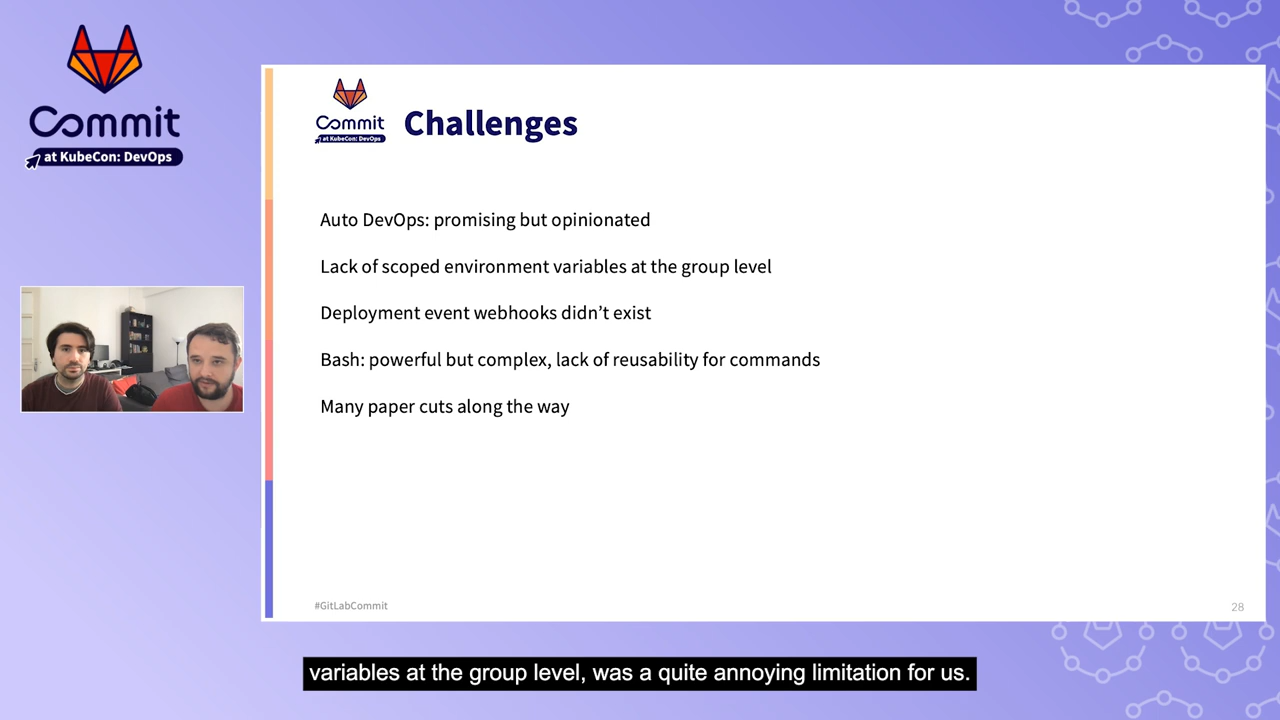 Commit
at KubeCon: DevOps
Commit
at KubeCon: DevOps
Challenges
Auto DevOps: promising but opinionated
Lack of scoped environment variables at the group level
Deployment event webhooks didn’t exist
Bash: powerful but complex, lack of reusability for commands
Many paper cuts along the way
#GitLabCommit
28
variables at the group level, was a quite annoying limitation for us.